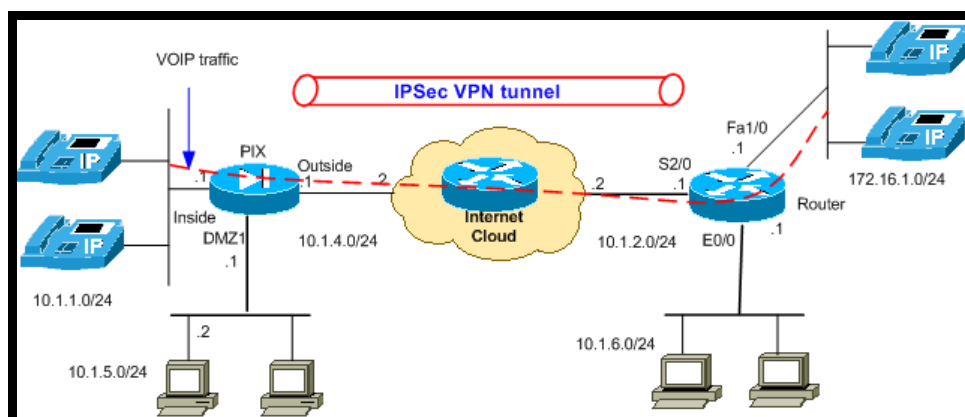 VOIP traffic
IPSec VPN tunnel
IP
IP
IP
IP
PIX
Outside
Inside
DMZ1
.1
.1
.1
.2
10.1.4.0/24
10.1.1.0/24
.2
10.1.5.0/24
Internet
Cloud
.2
10.1.2.0/24
S2/0
.1
Fa1/0
.1
172.16.1.0/24
Router
E0/0
.1
10.1.6.0/24